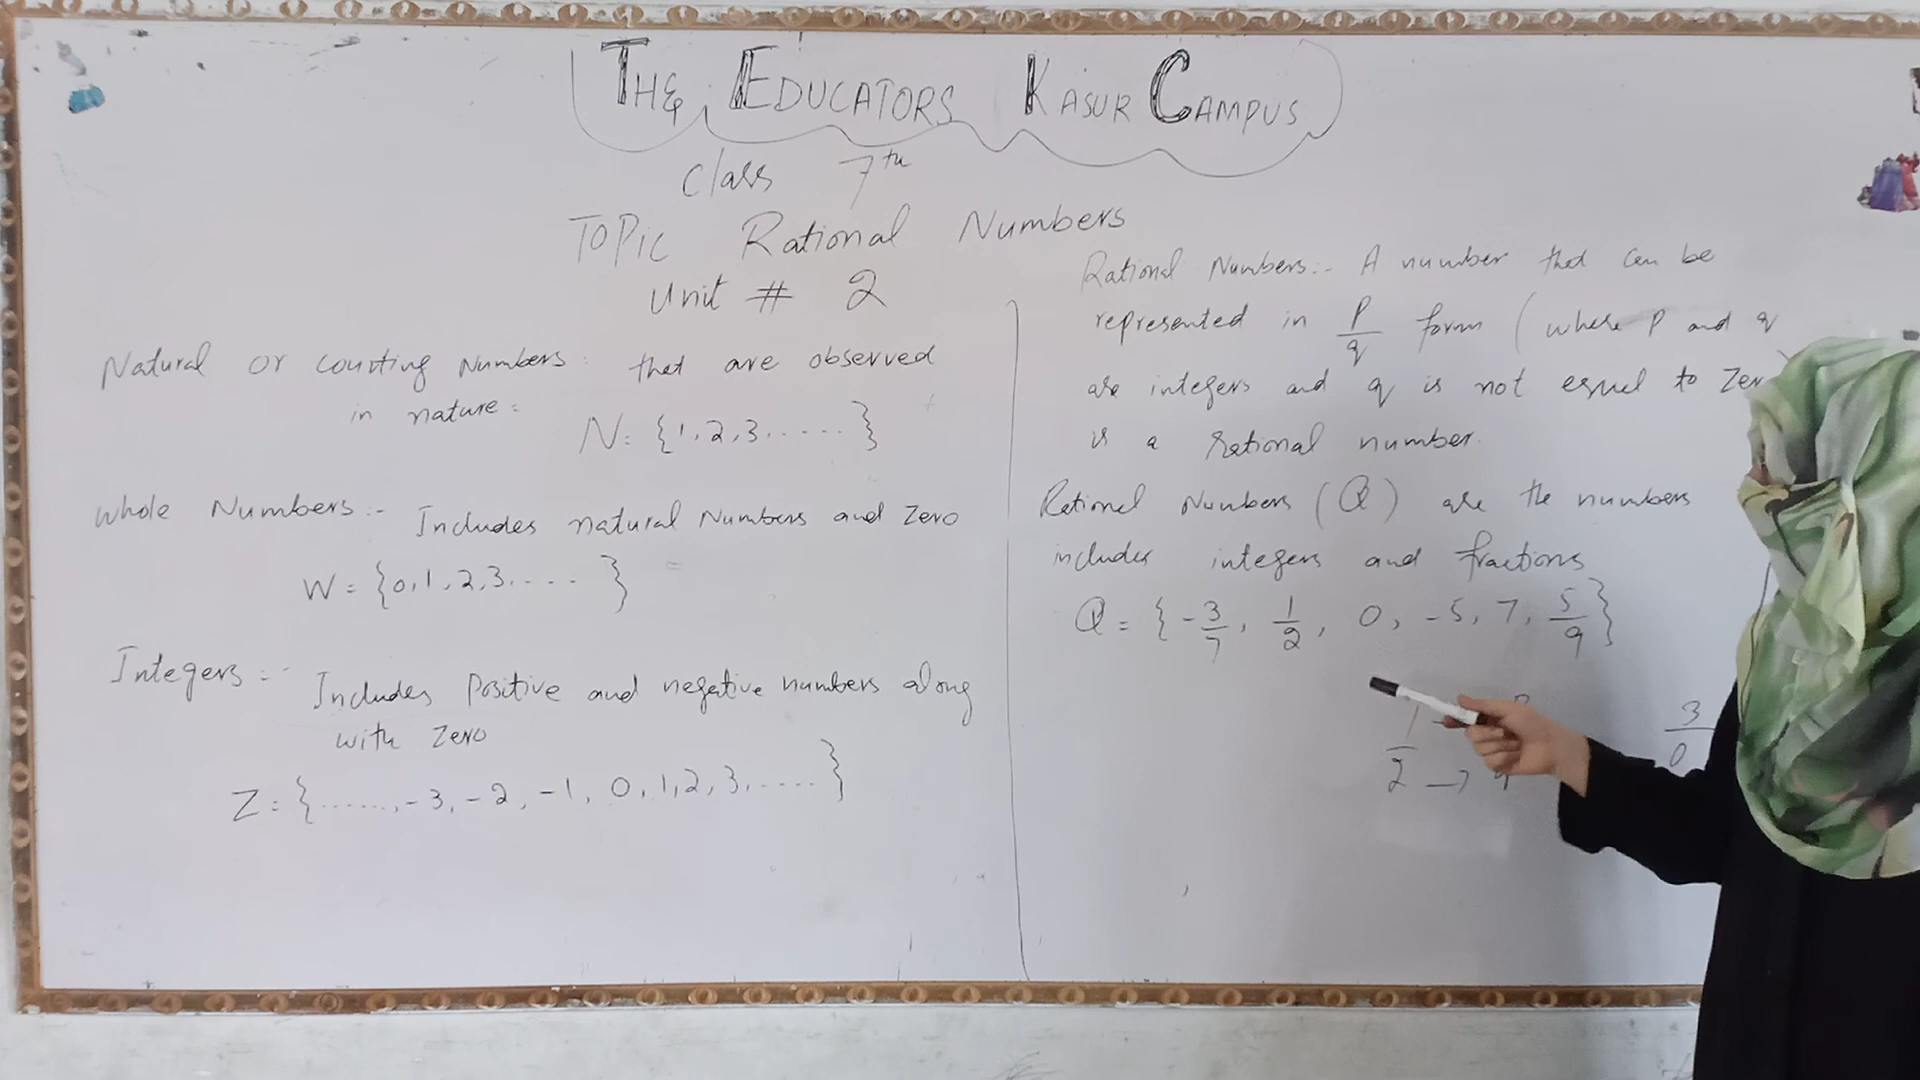 THE EDUCATORS KASUR CAMPUS
Class 7th
Topic Rational Numbers
Unit # 2
Natural or counting Numbers: that are observed
in nature:
N = {1, 2, 3, ......}
Whole Numbers:- Includes natural Numbers and Zero
W = {0, 1, 2, 3, .... }
Integers:- Includes Positive and negative numbers along
with Zero
Z = {......, -3, -2, -1, 0, 1, 2, 3, .....}
Rational Numbers:- A number that can be
represented in P/q form (where P and q
are integers and q is not equal to
is a rational number.
Rational Numbers (Q) are the numbers
includes integers and fractions
Q = {-3/7, 1/2, 0, -5, 7, 5/9}
1 →
2 → q
3/0